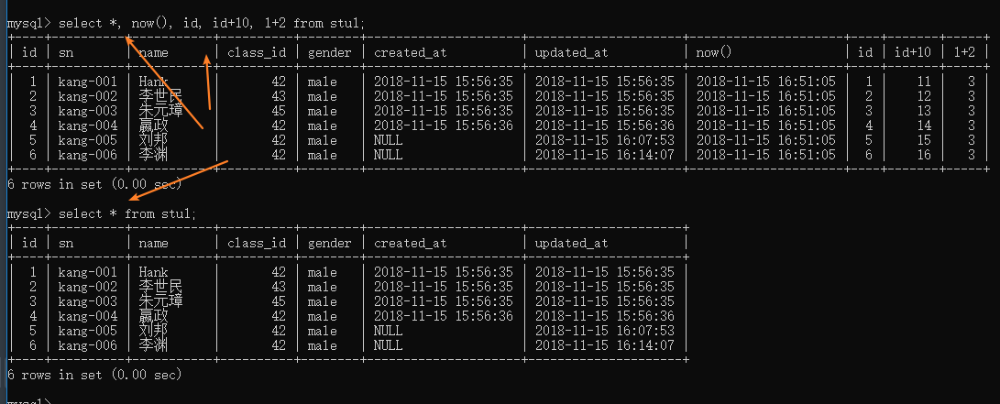 mysql> select *, now(), id, id+10, 1+2 from stu1;
| id | sn | name | class_id | gender | created_at | updated_at | now() | id | id+10 | 1+2 |
| 1 | kang-001 | Hank | 42 | male | 2018-11-15 15:56:35 | 2018-11-15 15:56:35 | 2018-11-15 16:51:05 | 1 | 11 | 3 |
| 2 | kang-002 | 李世民 | 43 | male | 2018-11-15 15:56:35 | 2018-11-15 15:56:35 | 2018-11-15 16:51:05 | 2 | 12 | 3 |
| 3 | kang-003 | 朱元璋 | 45 | male | 2018-11-15 15:56:35 | 2018-11-15 15:56:35 | 2018-11-15 16:51:05 | 3 | 13 | 3 |
| 4 | kang-004 | 嬴政 | 42 | male | 2018-11-15 15:56:36 | 2018-11-15 15:56:36 | 2018-11-15 16:51:05 | 4 | 14 | 3 |
| 5 | kang-005 | 刘邦 | 42 | male | NULL | 2018-11-15 16:07:53 | 2018-11-15 16:51:05 | 5 | 15 | 3 |
| 6 | kang-006 | 李渊 | 42 | male | NULL | 2018-11-15 16:14:07 | 2018-11-15 16:51:05 | 6 | 16 | 3 |
6 rows in set (0.00 sec)
mysql> select * from stu1;
| id | sn | name | class_id | gender | created_at | updated_at |
| 1 | kang-001 | Hank | 42 | male | 2018-11-15 15:56:35 | 2018-11-15 15:56:35 |
| 2 | kang-002 | 李世民 | 43 | male | 2018-11-15 15:56:35 | 2018-11-15 15:56:35 |
| 3 | kang-003 | 朱元璋 | 45 | male | 2018-11-15 15:56:35 | 2018-11-15 15:56:35 |
| 4 | kang-004 | 嬴政 | 42 | male | 2018-11-15 15:56:36 | 2018-11-15 15:56:36 |
| 5 | kang-005 | 刘邦 | 42 | male | NULL | 2018-11-15 16:07:53 |
| 6 | kang-006 | 李渊 | 42 | male | NULL | 2018-11-15 16:14:07 |
6 rows in set (0.00 sec)
mysql>